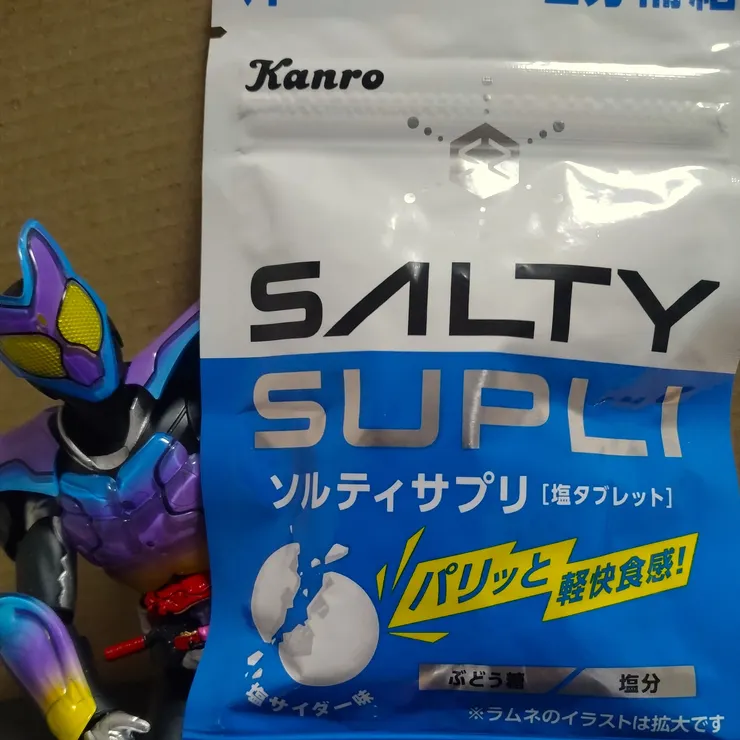 Kanro
SALTY
SUPLI
ソルティサプリ [塩タブレット]
パリッと軽快食感!
塩サイダー味
ぶどう糖 / 塩分
※ラムネのイラストは拡大です